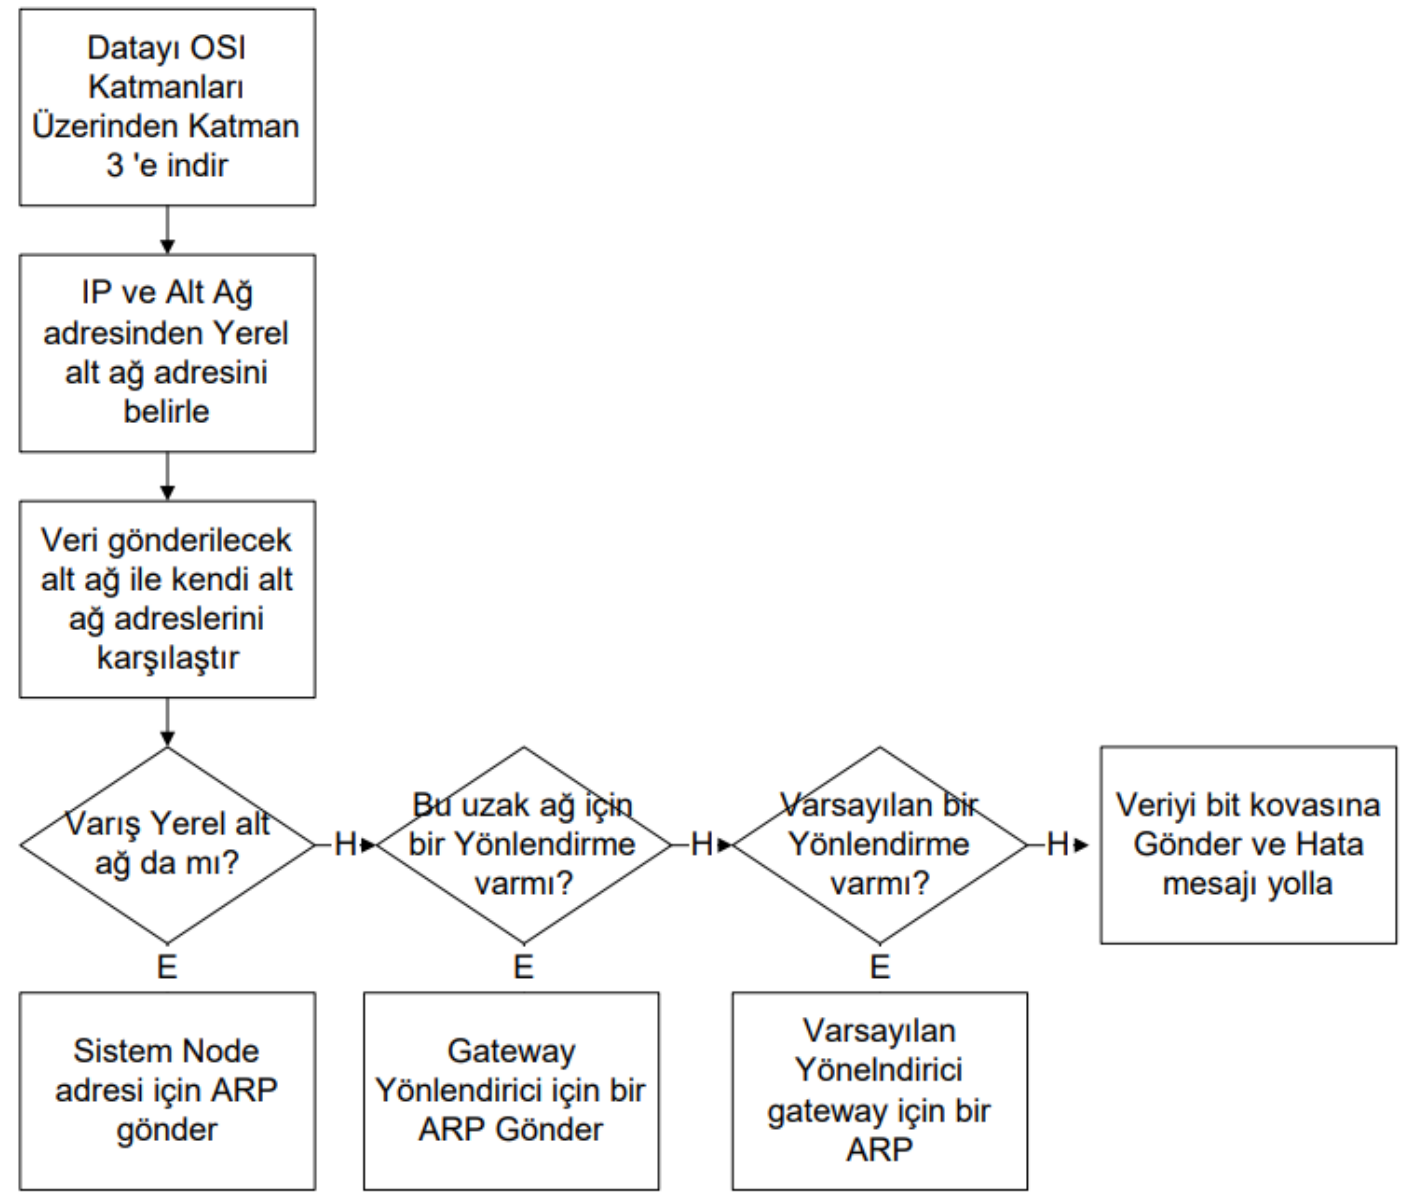 Datayı OSI
Katmanları
Üzerinden Katman
3 'e indir
IP ve Alt Ağ
adresinden Yerel
alt ağ adresini
belirle
Veri gönderilecek
alt ağ ile kendi alt
ağ adreslerini
karşılaştır
Varış Yerel alt
ağ da mı?
H
Bu uzak ağ için
bir Yönlendirme
varmı?
H
Varsayılan bir
Yönlendirme
varmı?
H
Veriyi bit kovasına
Gönder ve Hata
mesajı yolla
E
E
E
Sistem Node
adresi için ARP
gönder
Gateway
Yönlendirici için bir
ARP Gönder
Varsayılan
Yönelndirici
gateway için bir
ARP